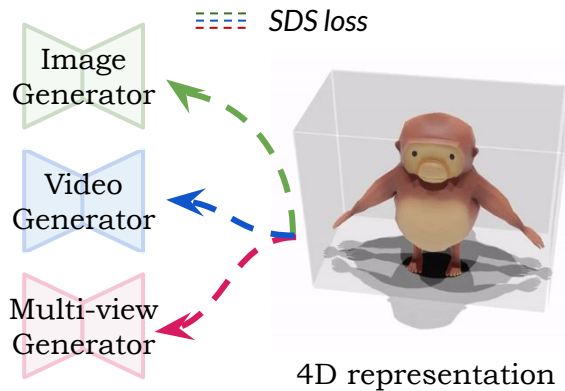 SDS loss
Image
Generator
Video
Generator
Multi-view
Generator
4D representation